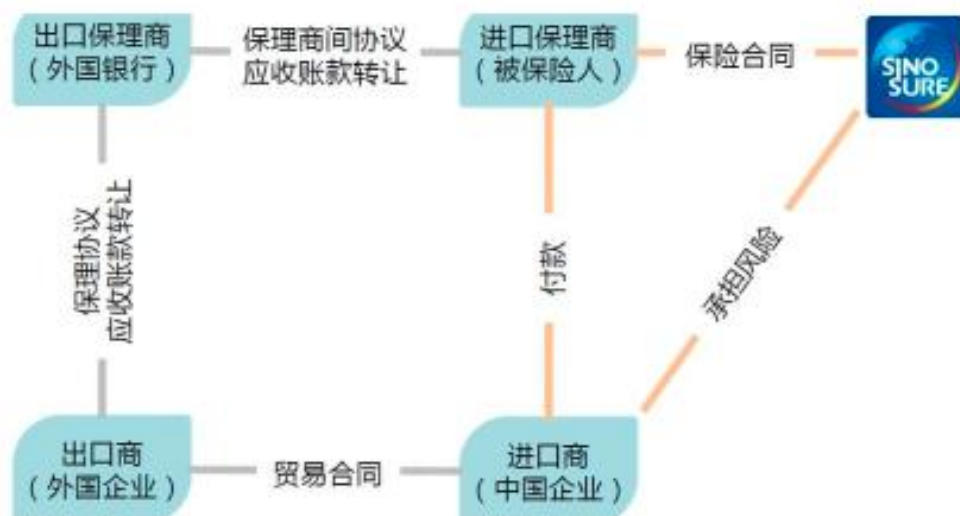 出口保理商
（外国银行）
保理商间协议
应收账款转让
进口保理商
（被保险人）
保险合同
SINO
SURE
保理协议
应收账款转让
付款
承担风险
出口商
（外国企业）
贸易合同
进口商
（中国企业）